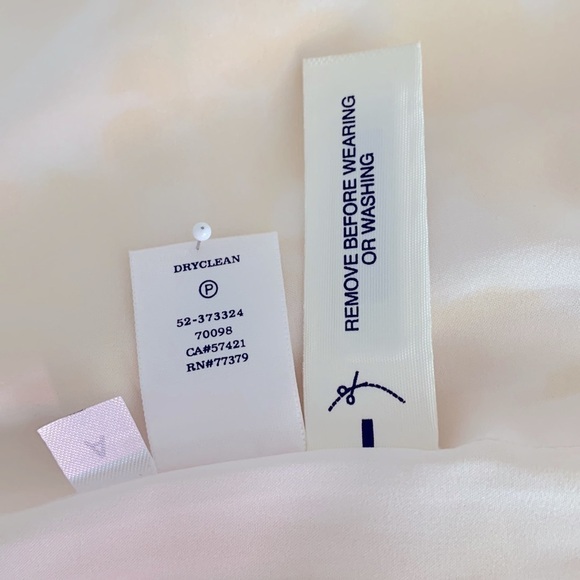 DRYCLEAN
P
52-373324
70098
CA#57421
RN#77379
REMOVE BEFORE WEARING
OR WASHING